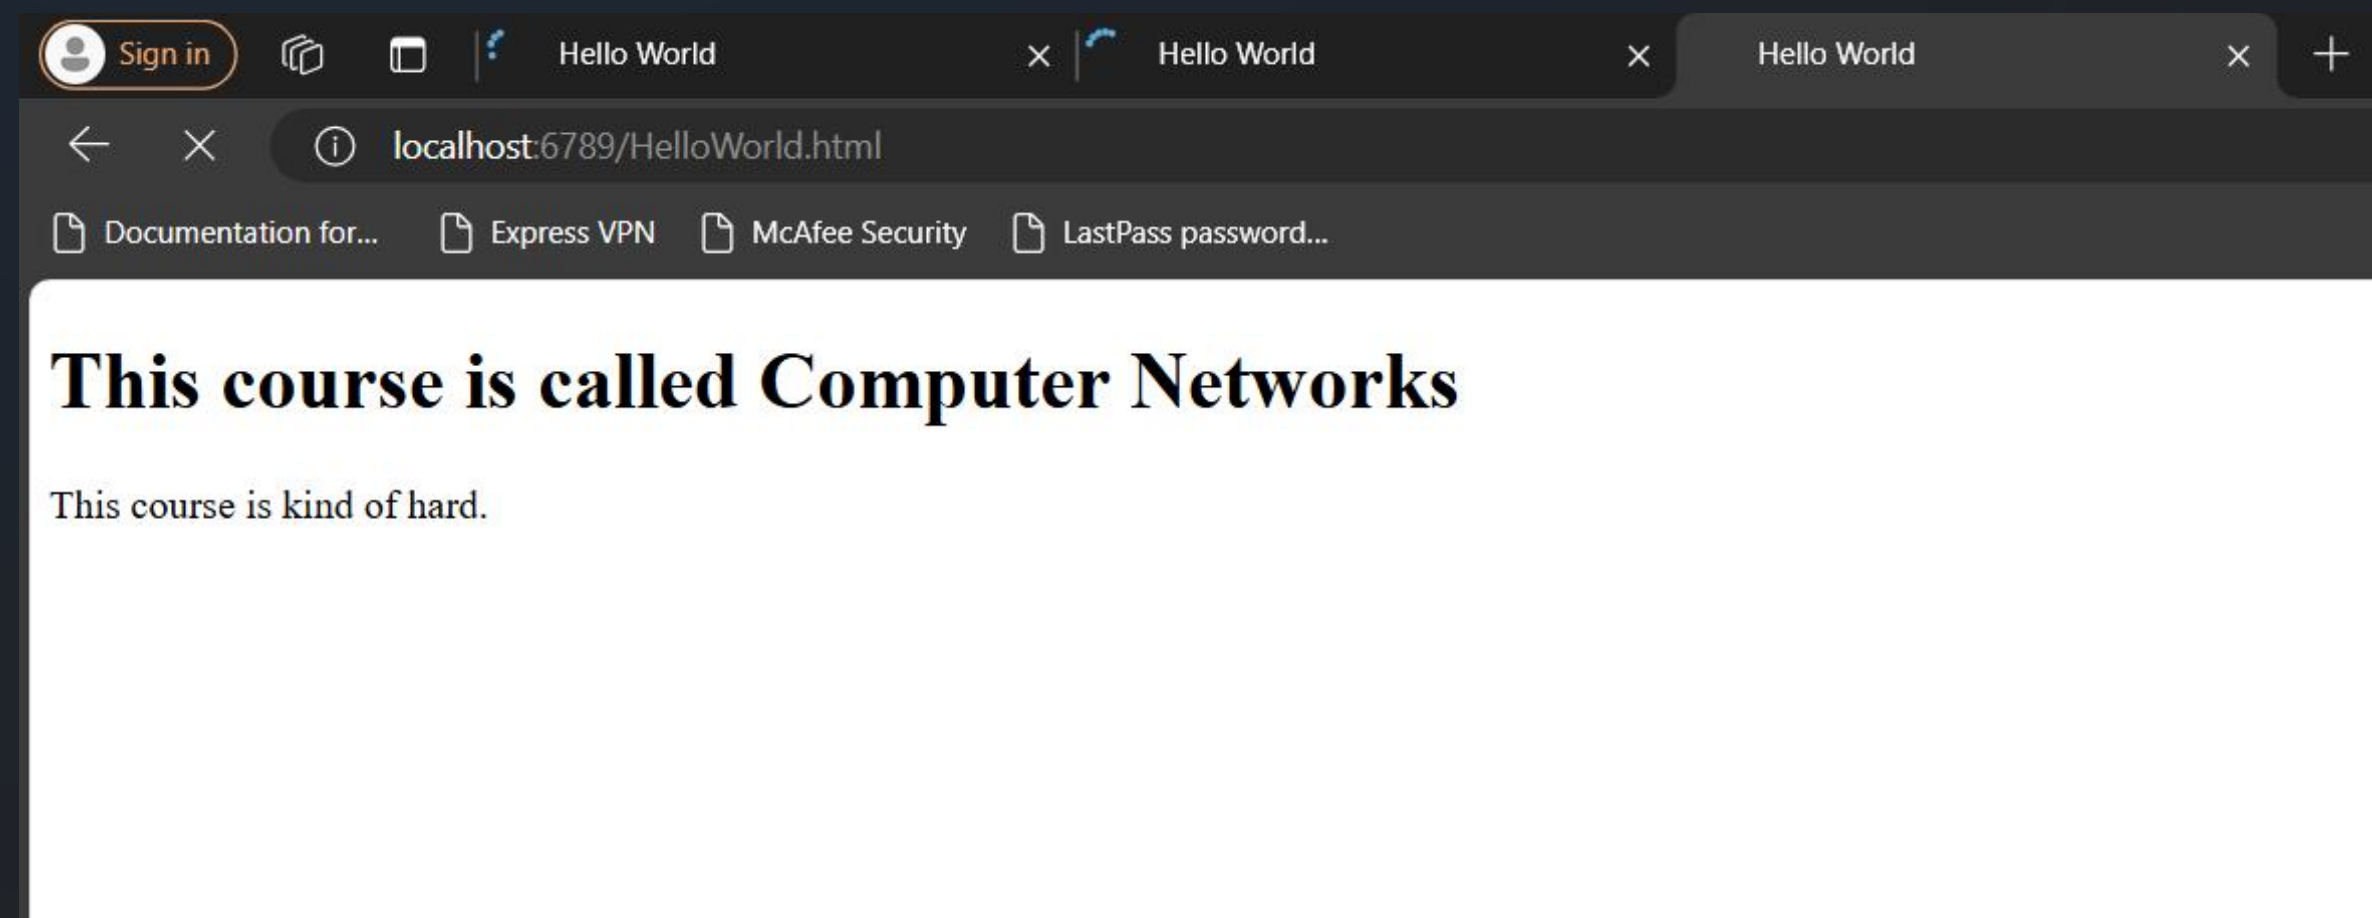 Sign in Hello World Hello World Hello World
localhost:6789/HelloWorld.html
Documentation for... Express VPN McAfee Security LastPass password...
This course is called Computer Networks
This course is kind of hard.